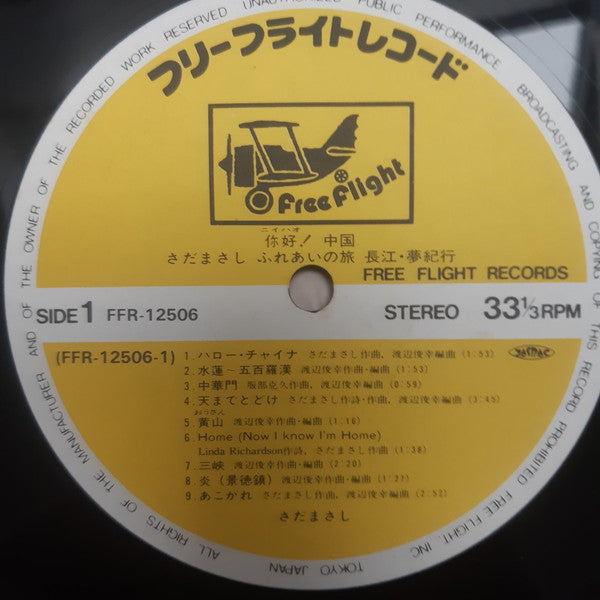 ALL RIGHTS OF THE MANUFACTURER AND OF THE OWNER OF THE RECORDED WORK RESERVED UNAUTHORIZED PUBLIC PERFORMANCE BROADCASTING AND COPYING OF THIS RECORD PROHIBITED FREE FLIGHT, INC. TOKYO JAPAN
フリーフライトレコード
Free Flight
ニイハオ
你好! 中国
さだまさし ふれあいの旅 長江・夢紀行
FREE FLIGHT RECORDS
SIDE 1 FFR-12506 STEREO 33 1/3 RPM
(FFR-12506-1)
1. ハロー・チャイナ さだまさし作曲, 渡辺俊幸編曲 (1:53)
2. 水蓮～五百羅漢 渡辺俊幸作曲・編曲 (1:53)
3. 中華門 服部克久作曲・編曲 (0:59)
4. 天までとどけ さだまさし作詩・作曲, 渡辺俊幸編曲 (3:45)
おうさん
5. 黄山 渡辺俊幸作曲・編曲 (1:16)
6. Home (Now I know I'm Home)
Linda Richardson作詩, さだまさし作曲 (1:38)
7. 三峡 渡辺俊幸作曲・編曲 (2:20)
8. 炎 (景徳鎮) 渡辺俊幸作曲・編曲 (1:27)
9. あこがれ さだまさし作曲, 渡辺俊幸編曲 (2:52)
JASRAC
さだまさし